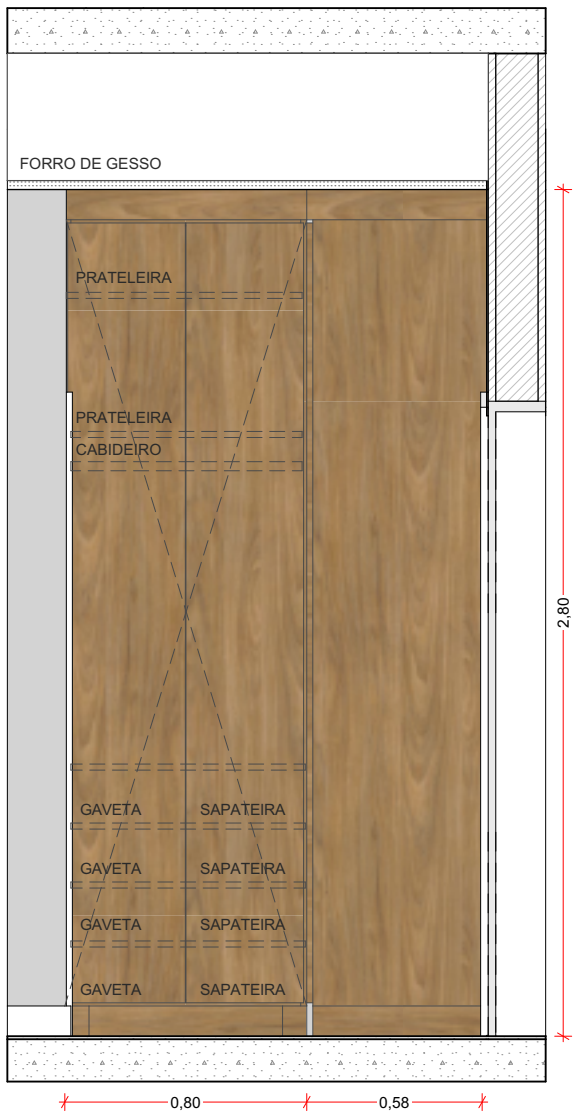 FORRO DE GESSO
PRATELEIRA
PRATELEIRA
CABIDEIRO
2,80
GAVETA SAPATEIRA
GAVETA SAPATEIRA
GAVETA SAPATEIRA
GAVETA SAPATEIRA
0,80 0,58